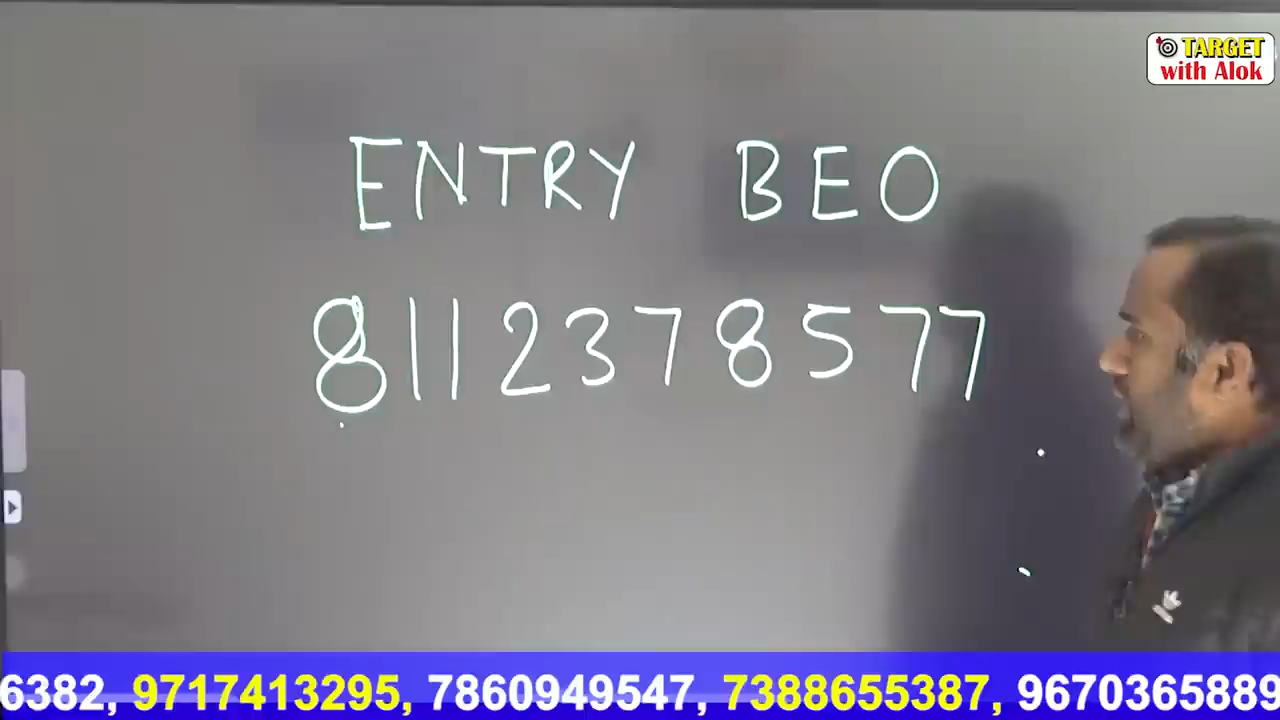 TARGET
with Alok
ENTRY BEO
8112378577
6382, 9717413295, 7860949547, 7388655387, 9670365889